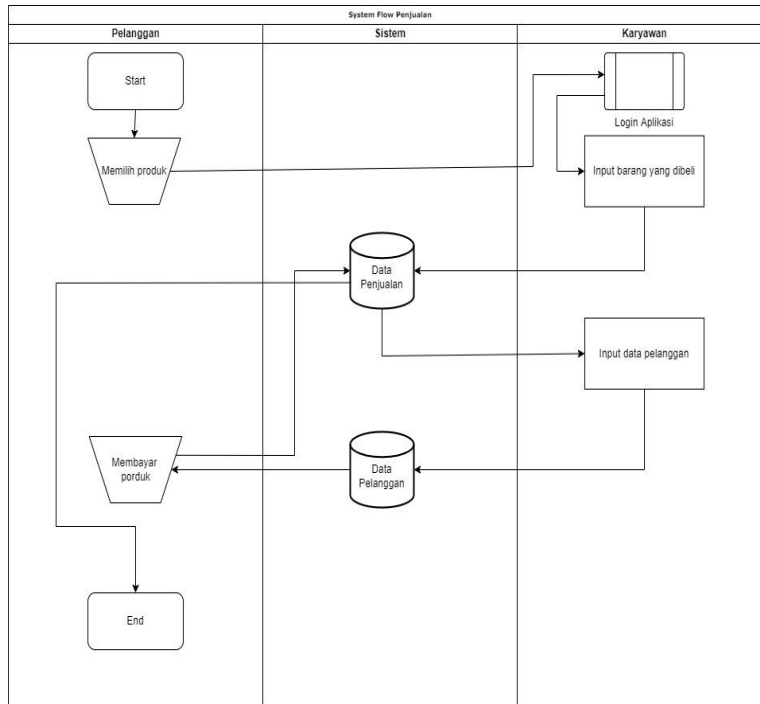 System Flow Penjualan
Pelanggan
Sistem
Karyawan
Start
Login Aplikasi
Memilih produk
Input barang yang dibeli
Data
Penjualan
Input data pelanggan
Membayar
porduk
Data
Pelanggan
End